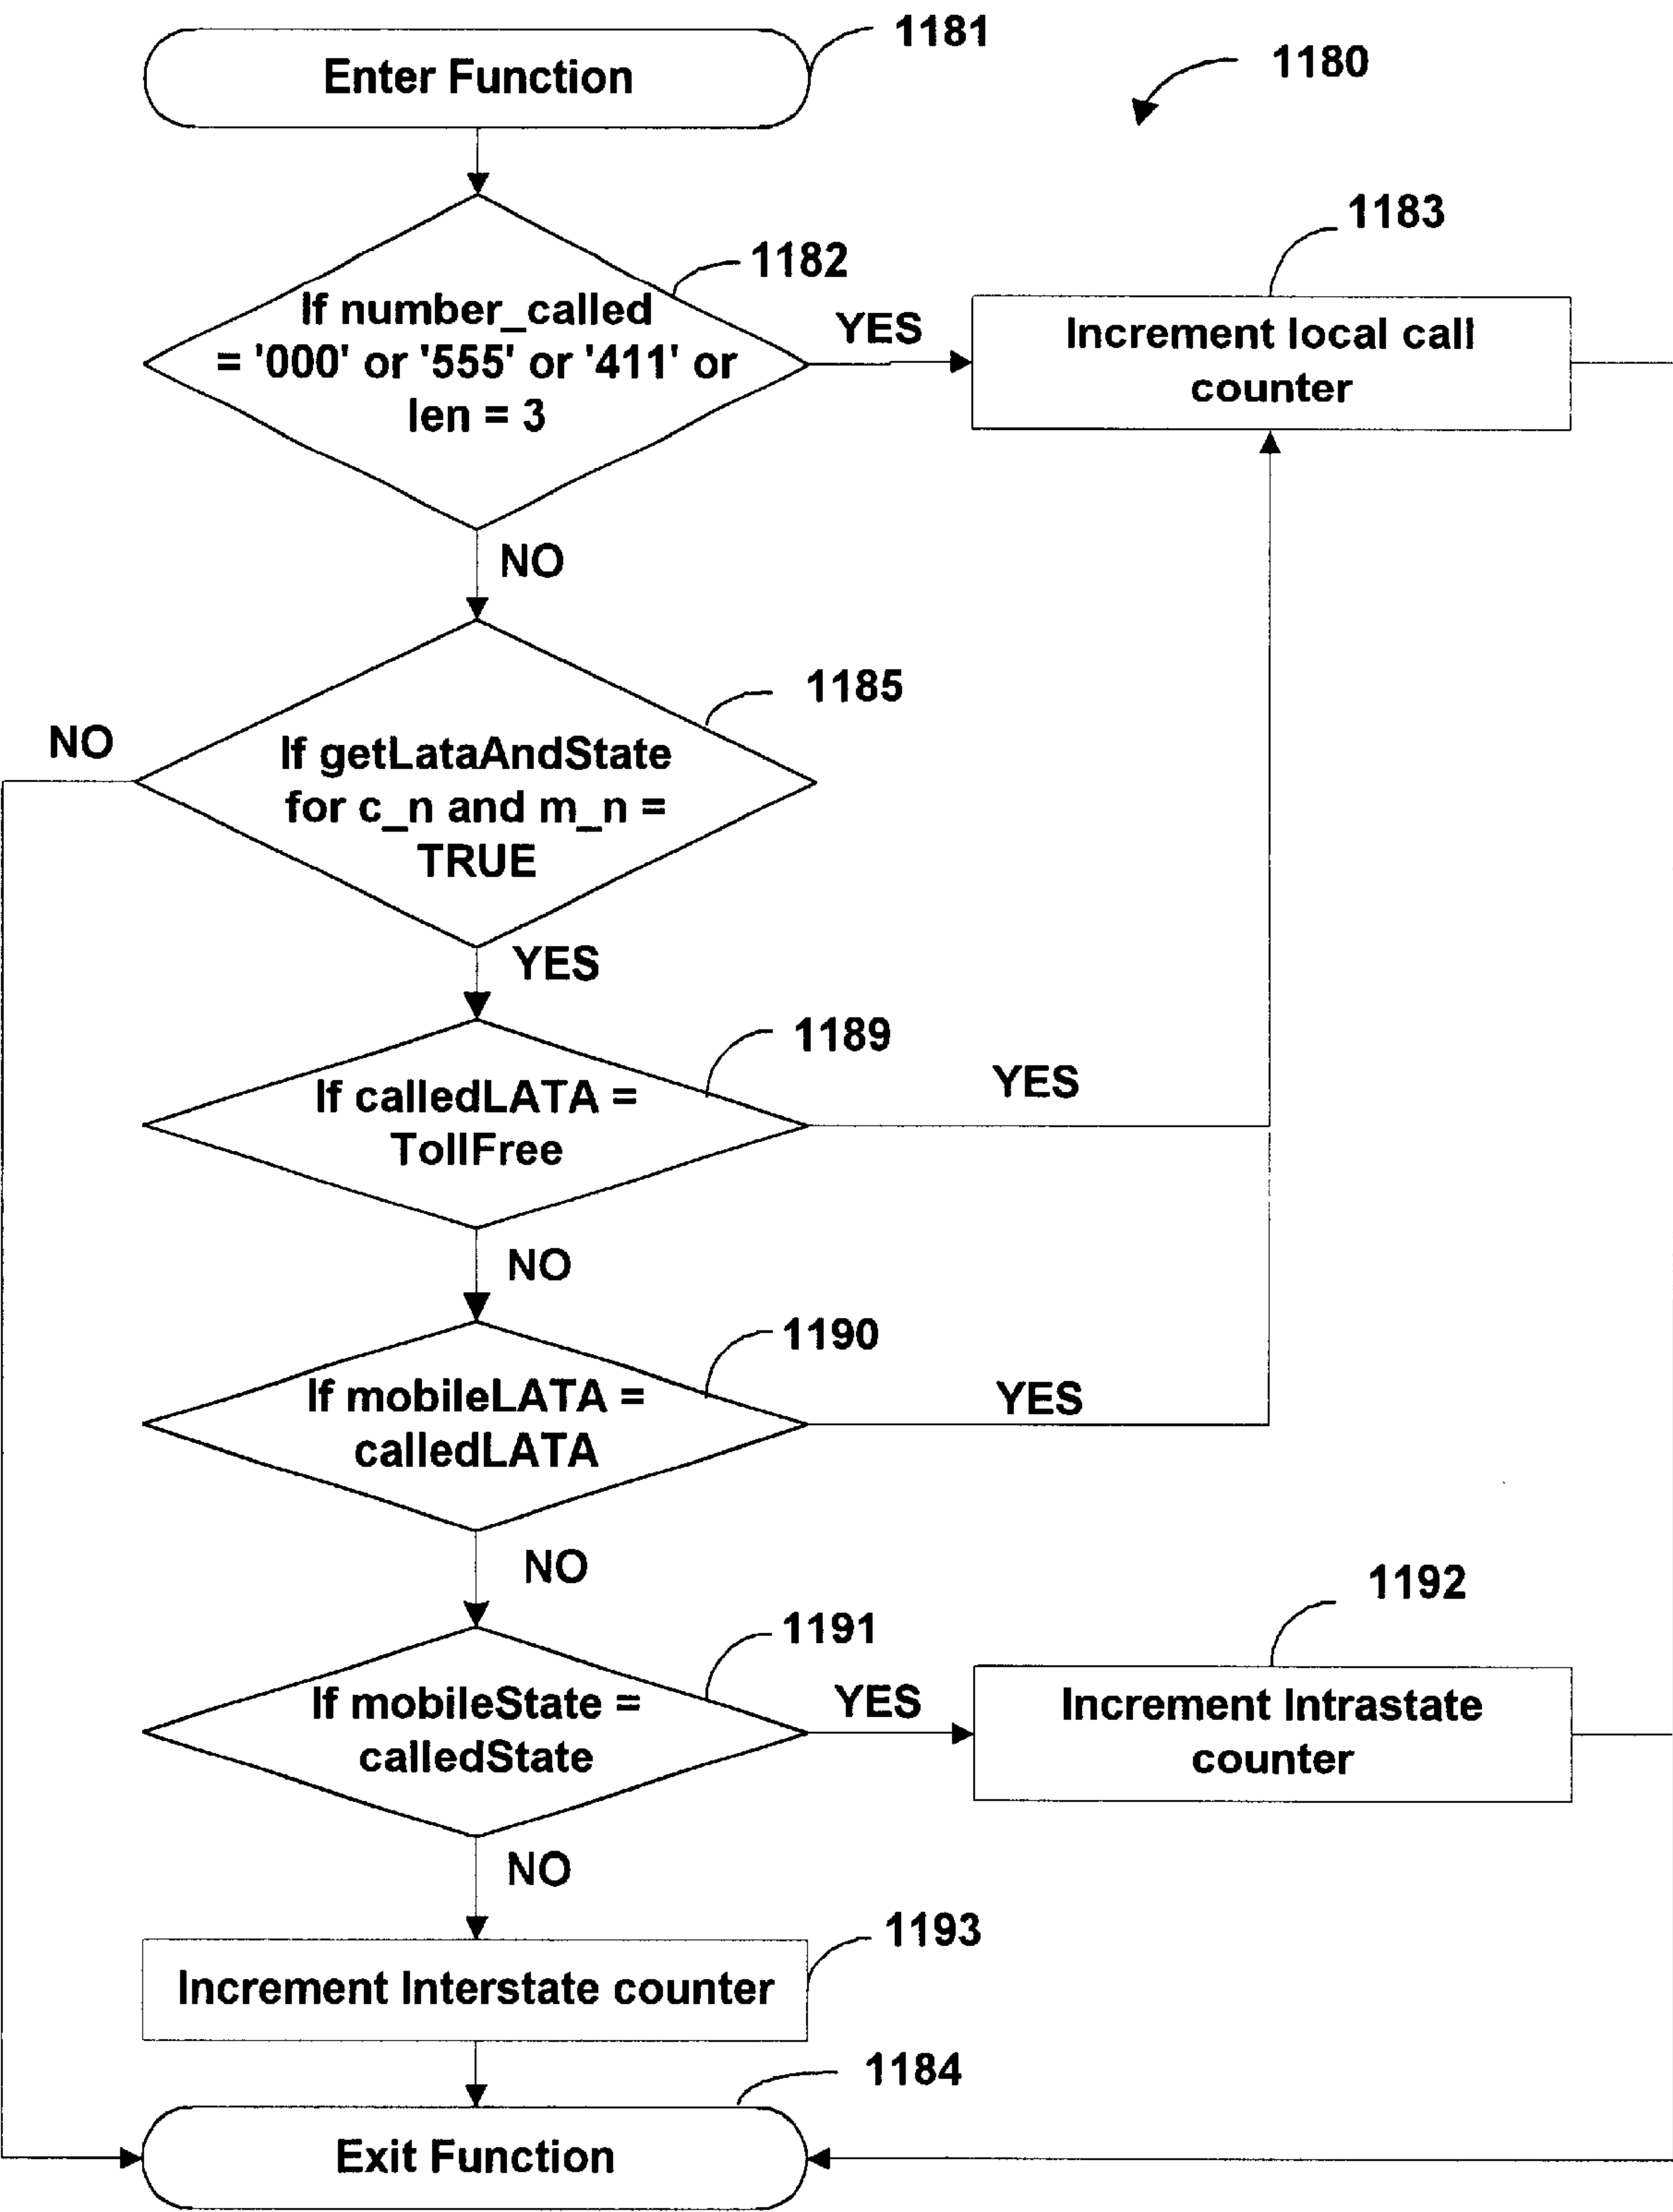 1181
Enter Function
1180
1183
1182
If number_called
= '000' or '555' or '411' or
len = 3
YES
Increment local call
counter
NO
1185
NO
If getLataAndState
for c_n and m_n =
TRUE
YES
1189
If calledLATA =
TollFree
YES
NO
1190
If mobileLATA =
calledLATA
YES
NO
1192
1191
If mobileState =
calledState
YES
Increment Intrastate
counter
NO
1193
Increment Interstate counter
1184
Exit Function